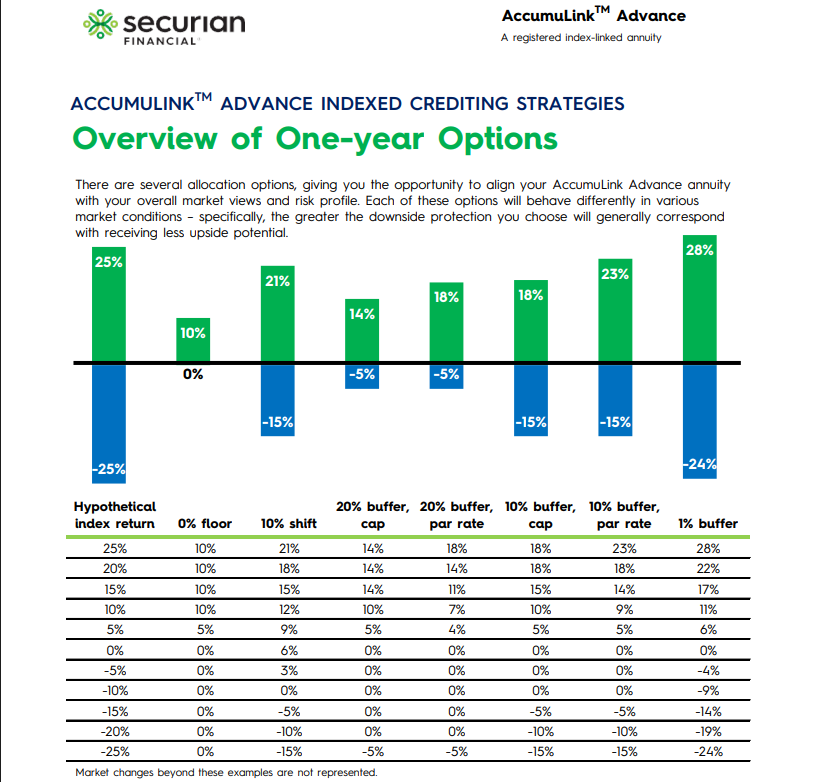 securian
FINANCIAL
AccumuLink™ Advance
A registered index-linked annuity
ACCUMULINK™ ADVANCE INDEXED CREDITING STRATEGIES
Overview of One-year Options
There are several allocation options, giving you the opportunity to align your AccumuLink Advance annuity
with your overall market views and risk profile. Each of these options will behave differently in various
market conditions – specifically, the greater the downside protection you choose will generally correspond
with receiving less upside potential.
25% 10% 21% 14% 18% 18% 23% 28%
-25% 0% -15% -5% -5% -15% -15% -24%
Hypothetical 20% buffer, 20% buffer, 10% buffer, 10% buffer,
index return 0% floor 10% shift cap par rate cap par rate 1% buffer
25% 10% 21% 14% 18% 18% 23% 28%
20% 10% 18% 14% 14% 18% 18% 22%
15% 10% 15% 14% 11% 15% 14% 17%
10% 10% 12% 10% 7% 10% 9% 11%
5% 5% 9% 5% 4% 5% 5% 6%
0% 0% 6% 0% 0% 0% 0% 0%
-5% 0% 3% 0% 0% 0% 0% -4%
-10% 0% 0% 0% 0% 0% 0% -9%
-15% 0% -5% 0% 0% -5% -5% -14%
-20% 0% -10% 0% 0% -10% -10% -19%
-25% 0% -15% -5% -5% -15% -15% -24%
Market changes beyond these examples are not represented.